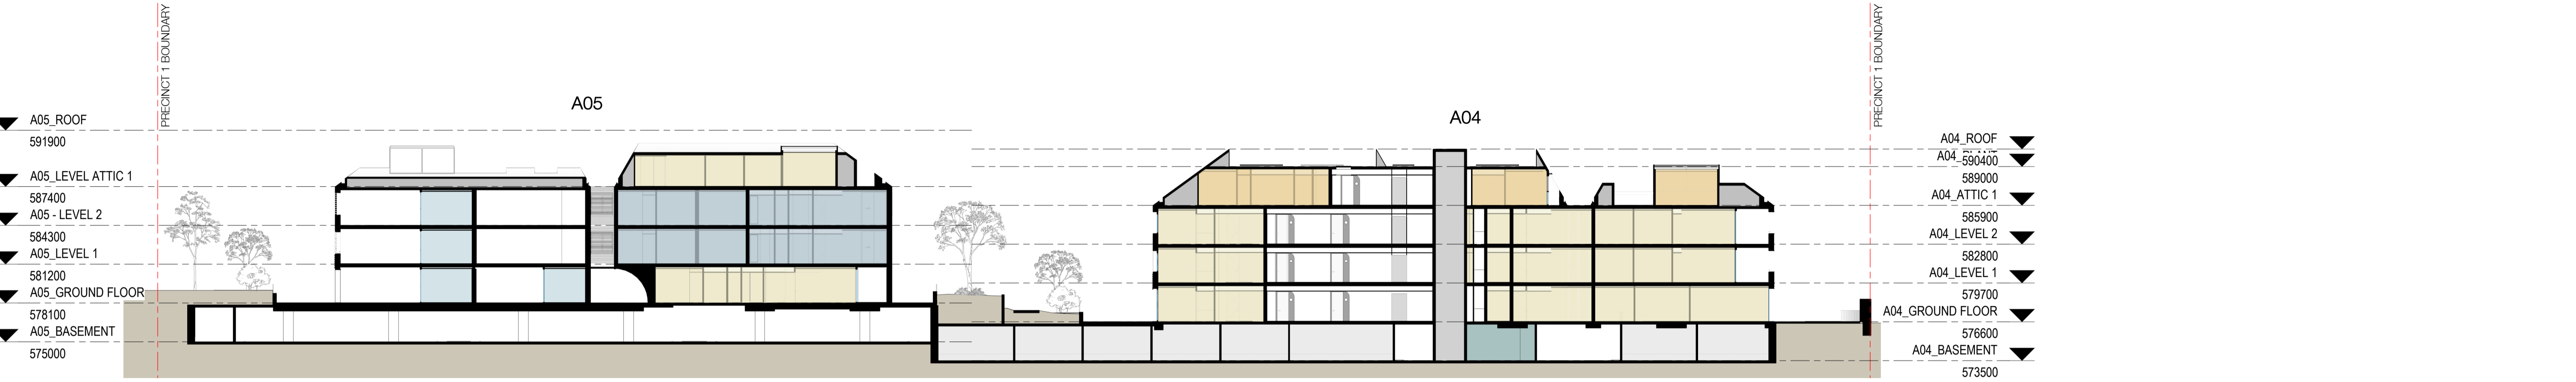 PRECINCT 1 BOUNDARY
PRECINCT 1 BOUNDARY
A05
A04
A05_ROOF
591900
A05_LEVEL ATTIC 1
587400
A05 - LEVEL 2
584300
A05_LEVEL 1
581200
A05_GROUND FLOOR
578100
A05_BASEMENT
575000
A04_ROOF
590400
A04_PLANT
589000
A04_ATTIC 1
585900
A04_LEVEL 2
582800
A04_LEVEL 1
579700
A04_GROUND FLOOR
576600
A04_BASEMENT
573500